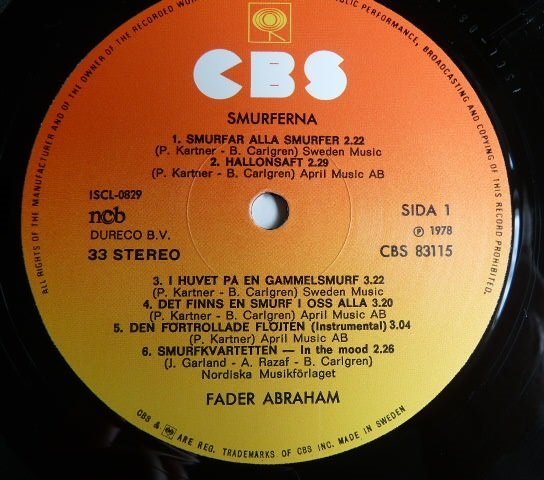 ALL RIGHTS OF THE MANUFACTURER AND OF THE OWNER OF THE RECORDED WORK
PUBLIC PERFORMANCE, BROADCASTING AND COPYING OF THIS RECORD PROHIBITED.
CBS
SMURFERNA
1. SMURFAR ALLA SMURFER 2.22
(P. Kartner - B. Carlgren) Sweden Music
2. HALLONSAFT 2.29
(P. Kartner - B. Carlgren) April Music AB
ISCL-0829
ncb
DURECO B.V.
33 STEREO
SIDA 1
℗ 1978
CBS 83115
3. I HUVET PÅ EN GAMMELSMURF 3.22
(P. Kartner - B. Carlgren) Sweden Music
4. DET FINNS EN SMURF I OSS ALLA 3.20
(P. Kartner - B. Carlgren) April Music AB
5. DEN FÖRTROLLADE FLÖJTEN (Instrumental) 3.04
(P. Kartner) April Music AB
6. SMURFKVARTETTEN — In the mood 2.26
(J. Garland - A. Razaf - B. Carlgren)
Nordiska Musikförlaget
FADER ABRAHAM
CBS & ARE REG. TRADEMARKS OF CBS INC. MADE IN SWEDEN